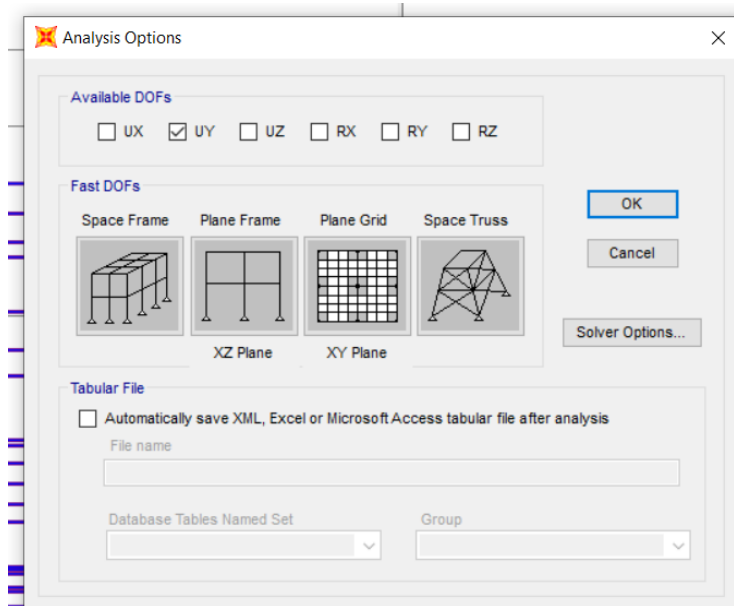 Analysis Options
Available DOFs
UX UY UZ RX RY RZ
Fast DOFs
Space Frame Plane Frame Plane Grid Space Truss
XZ Plane XY Plane
OK
Cancel
Solver Options...
Tabular File
Automatically save XML, Excel or Microsoft Access tabular file after analysis
File name
Database Tables Named Set Group